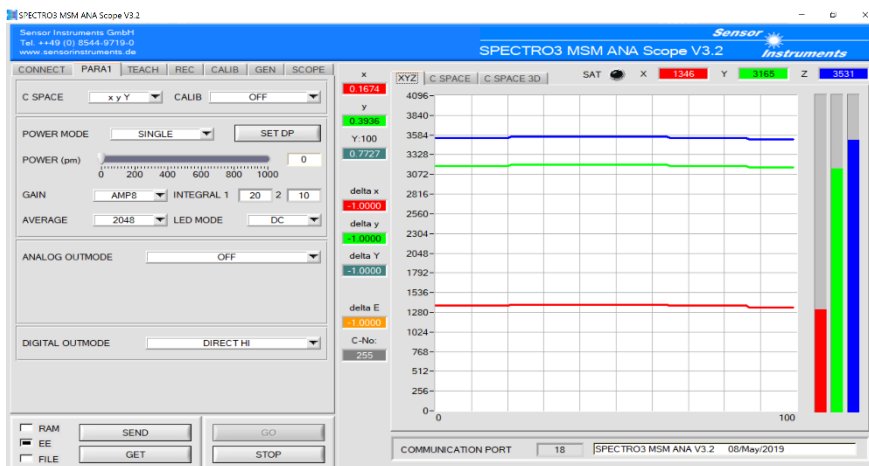 SPECTRO3 MSM ANA Scope V3.2
Sensor Instruments GmbH
Tel. ++49 (0) 8544-9719-0
www.sensorinstruments.de
SPECTRO3 MSM ANA Scope V3.2
Sensor
Instruments
CONNECT PARA1 TEACH REC CALIB GEN SCOPE
C SPACE x y Y CALIB OFF
POWER MODE SINGLE SET DP
POWER (pm) 0
0 200 400 600 800 1000
GAIN AMP8 INTEGRAL 1 20 2 10
AVERAGE 2048 LED MODE DC
ANALOG OUTMODE OFF
DIGITAL OUTMODE DIRECT HI
RAM
EE
FILE
SEND GO
GET STOP
x
0.1674
y
0.3936
Y:100
0.7727
delta x
-1.0000
delta y
-1.0000
delta Y
-1.0000
delta E
-1.0000
C-No:
255
XYZ C SPACE C SPACE 3D SAT X 1346 Y 3165 Z 3531
4096
3840
3584
3328
3072
2816
2560
2304
2048
1792
1536
1280
1024
768
512
256
0
0 100
COMMUNICATION PORT 18 SPECTRO3 MSM ANA V3.2 08/May/2019